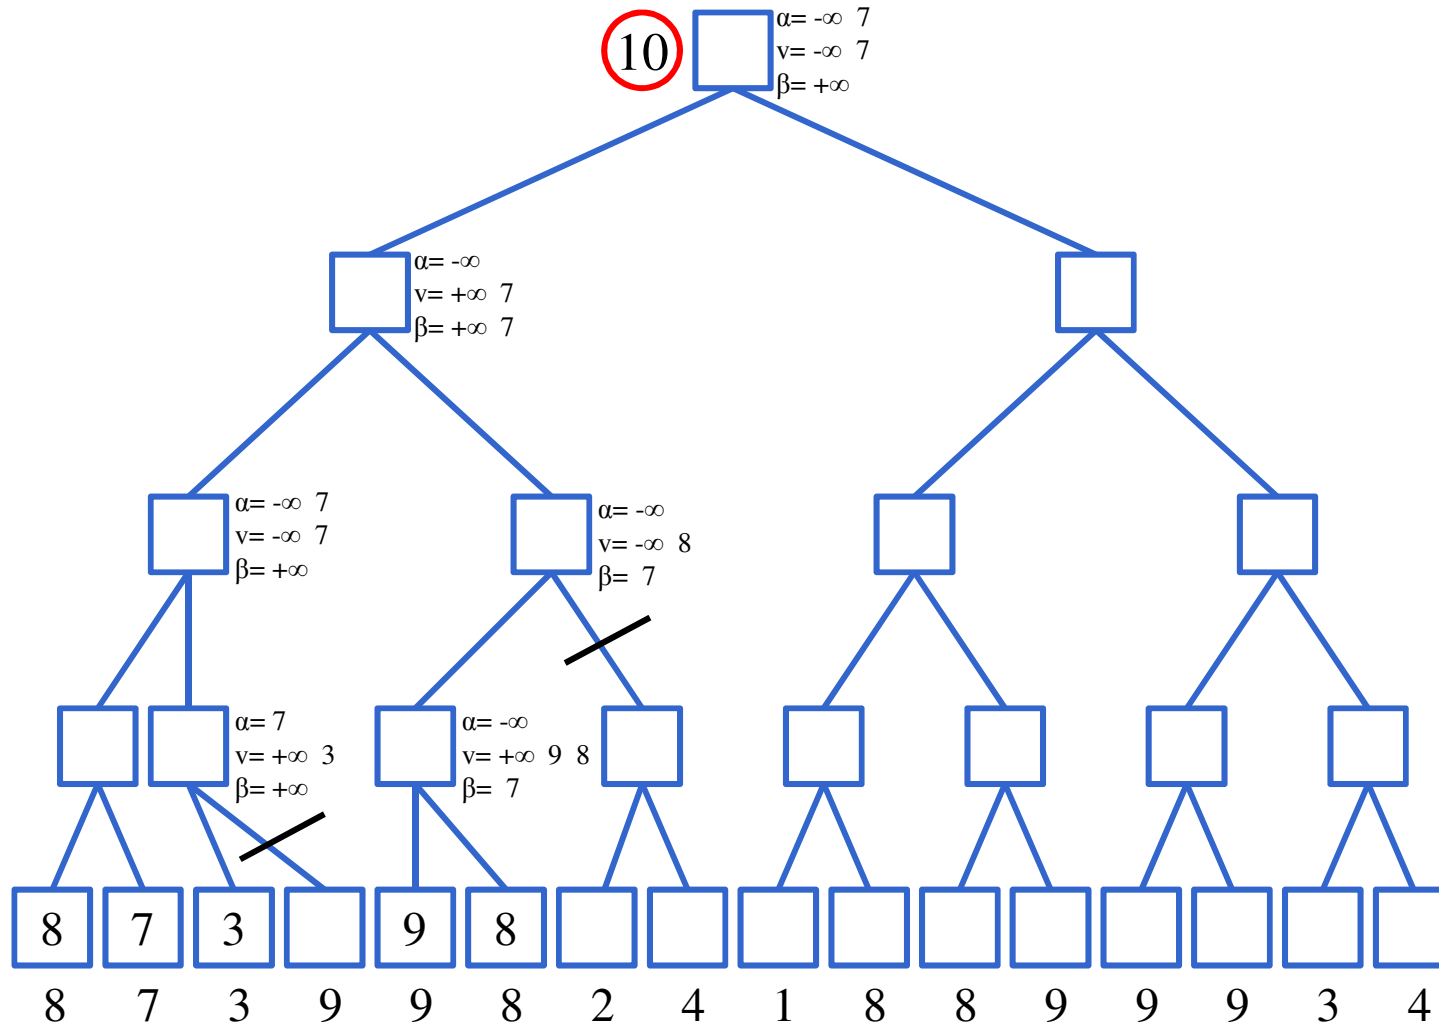 10
α= -∞ 7
v= -∞ 7
β= +∞
α= -∞
v= +∞ 7
β= +∞ 7
α= -∞ 7
v= -∞ 7
β= +∞
α= -∞
v= -∞ 8
β= 7
α= 7
v= +∞ 3
β= +∞
α= -∞
v= +∞ 9 8
β= 7
8 7 3 9 8
8 7 3 9 9 8 2 4 1 8 8 9 9 9 3 4